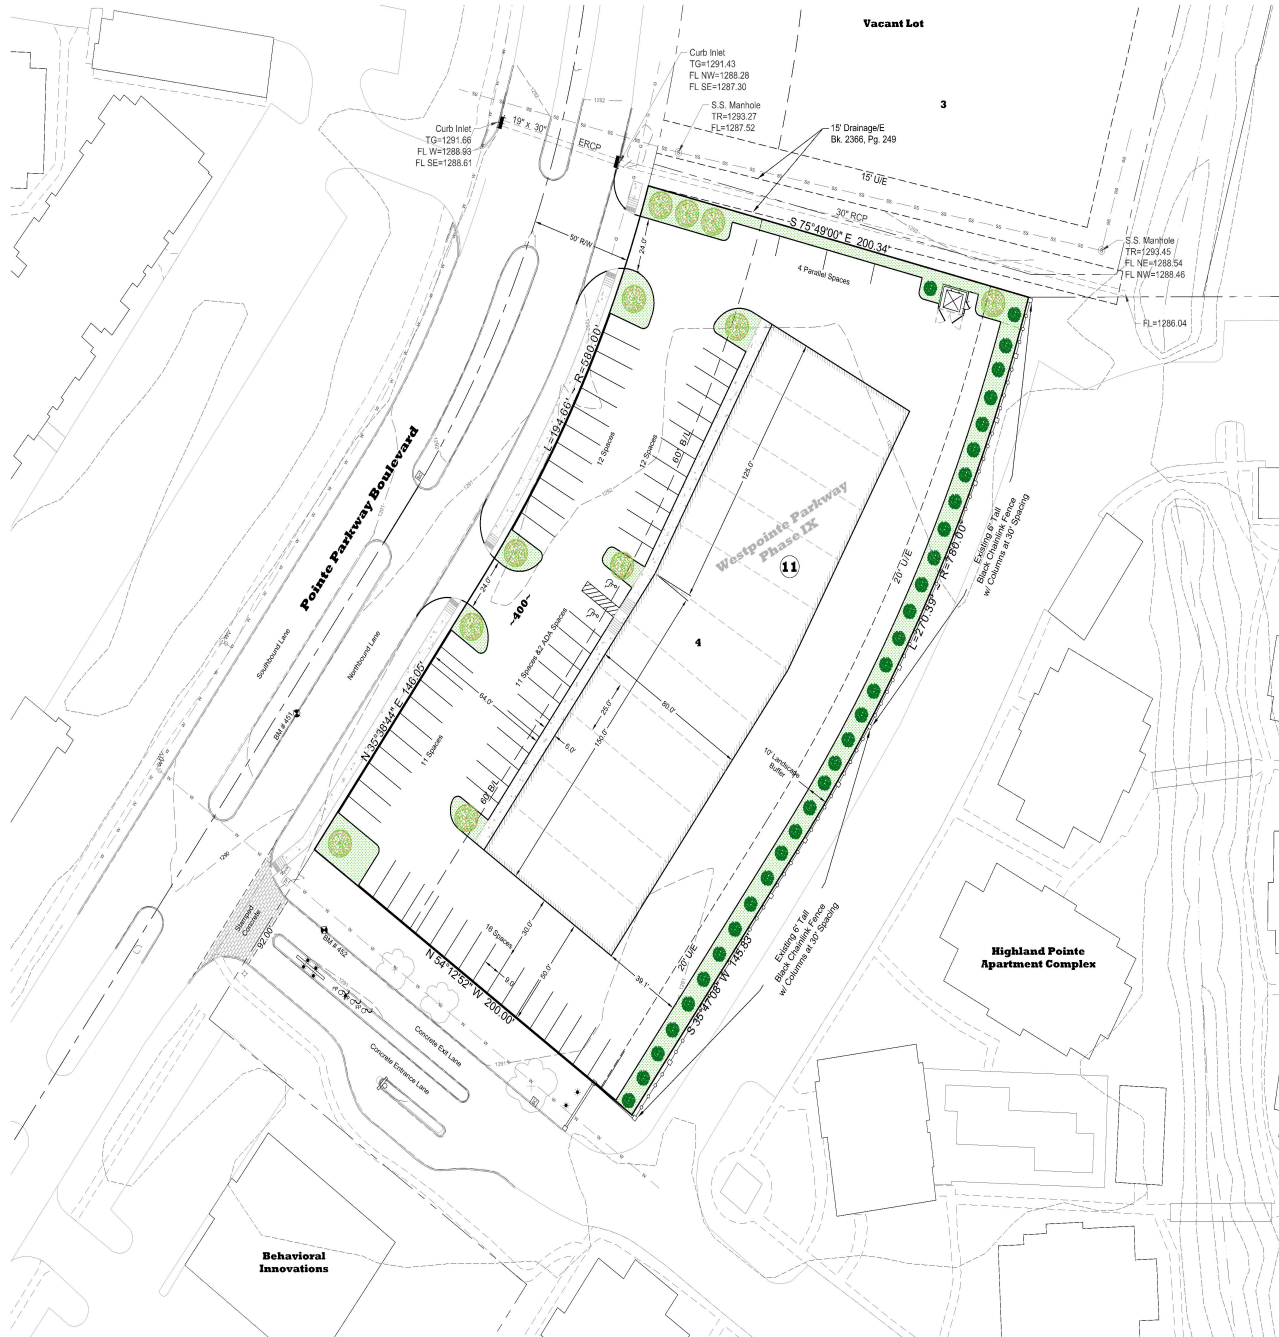 Vacant Lot
3
Curb Inlet
TG=1291.43
FL NW=1288.28
FL SE=1287.30
S.S. Manhole
TR=1293.27
FL=1287.52
Curb Inlet
TG=1291.66
FL W=1288.93
FL SE=1288.61
19" x 30"
ERCP
15' Drainage/E
Bk. 2366, Pg. 249
15' U/E
30" RCP
S 75°49'00" E 200.34'
4 Parallel Spaces
S.S. Manhole
TR=1293.45
FL NE=1288.54
FL NW=1288.46
FL=1286.04
50' R/W
24.0'
L=194.66' ~ R=580.00'
12 Spaces
12 Spaces
60' B/L
125.0'
Westpointe Parkway
Phase IX
11
4
Pointe Parkway Boulevard
Southbound Lane
Northbound Lane
BM # 451
24.0'
~400~
11 Spaces &2 ADA Spaces
64.0'
N 35°38'44" E 146.05'
11 Spaces
60' B/L
6.0'
25.0'
150.0'
80.0'
20' U/E
L=270.39' ~ R=780.00'
Existing 6' Tall
Black Chainlink Fence
w/ Columns at 30' Spacing
10' Landscape
Buffer
Stamped
Concrete
92.00'
BM # 452
16 Spaces
30.0'
9.0'
50.0'
39.1'
N 54°12'52" W 200.00'
20' U/E
S 35°47'08" W 145.83'
Existing 6' Tall
Black Chainlink Fence
w/ Columns at 30' Spacing
Concrete Exit Lane
Concrete Entrance Lane
Highland Pointe
Apartment Complex
Behavioral
Innovations